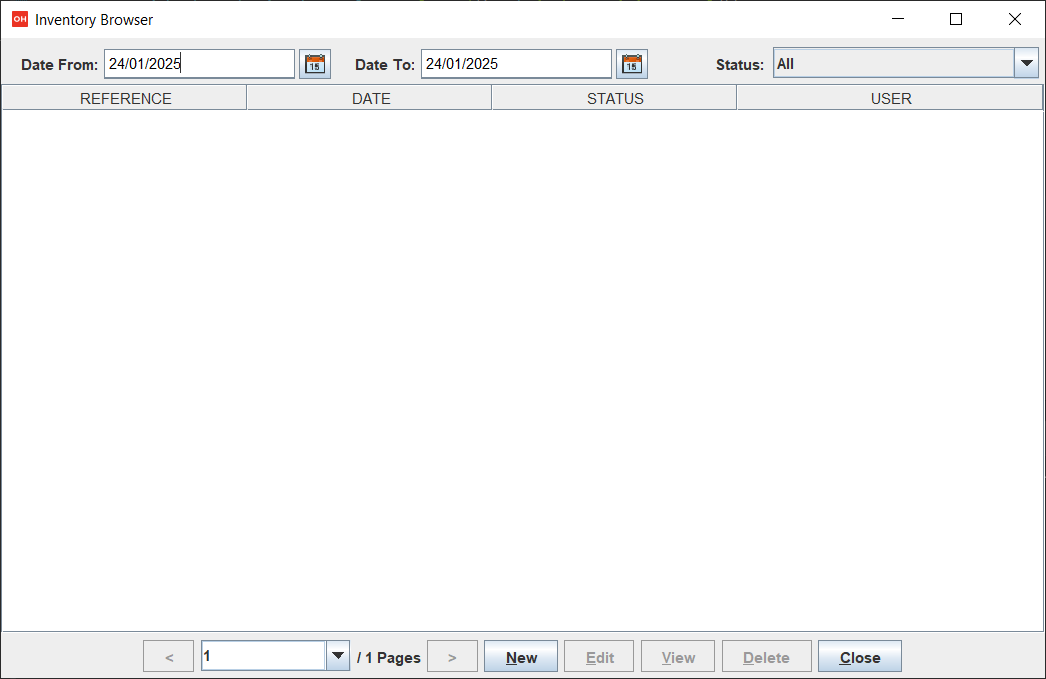 OH Inventory Browser
Date From: 24/01/2025 15 Date To: 24/01/2025 15 Status: All
REFERENCE DATE STATUS USER
< 1 / 1 Pages > New Edit View Delete Close